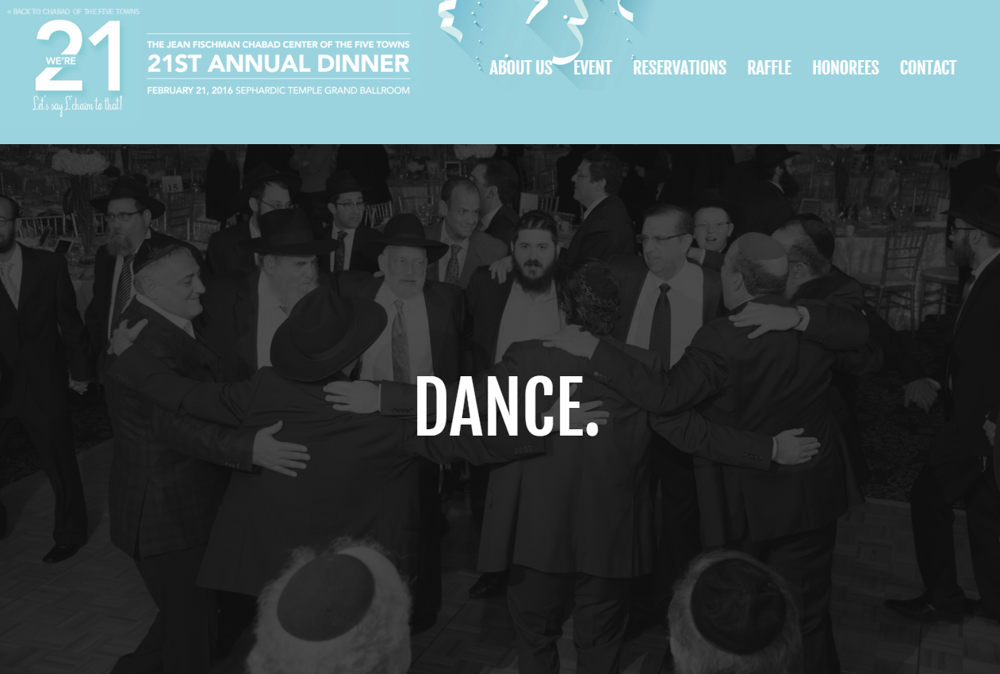 « BACK TO CHABAD OF THE FIVE TOWNS
21
WE'RE
Let's say L'chaim to that!
THE JEAN FISCHMAN CHABAD CENTER OF THE FIVE TOWNS
21ST ANNUAL DINNER
FEBRUARY 21, 2016 SEPHARDIC TEMPLE GRAND BALLROOM
ABOUT US EVENT RESERVATIONS RAFFLE HONOREES CONTACT
15
DANCE.